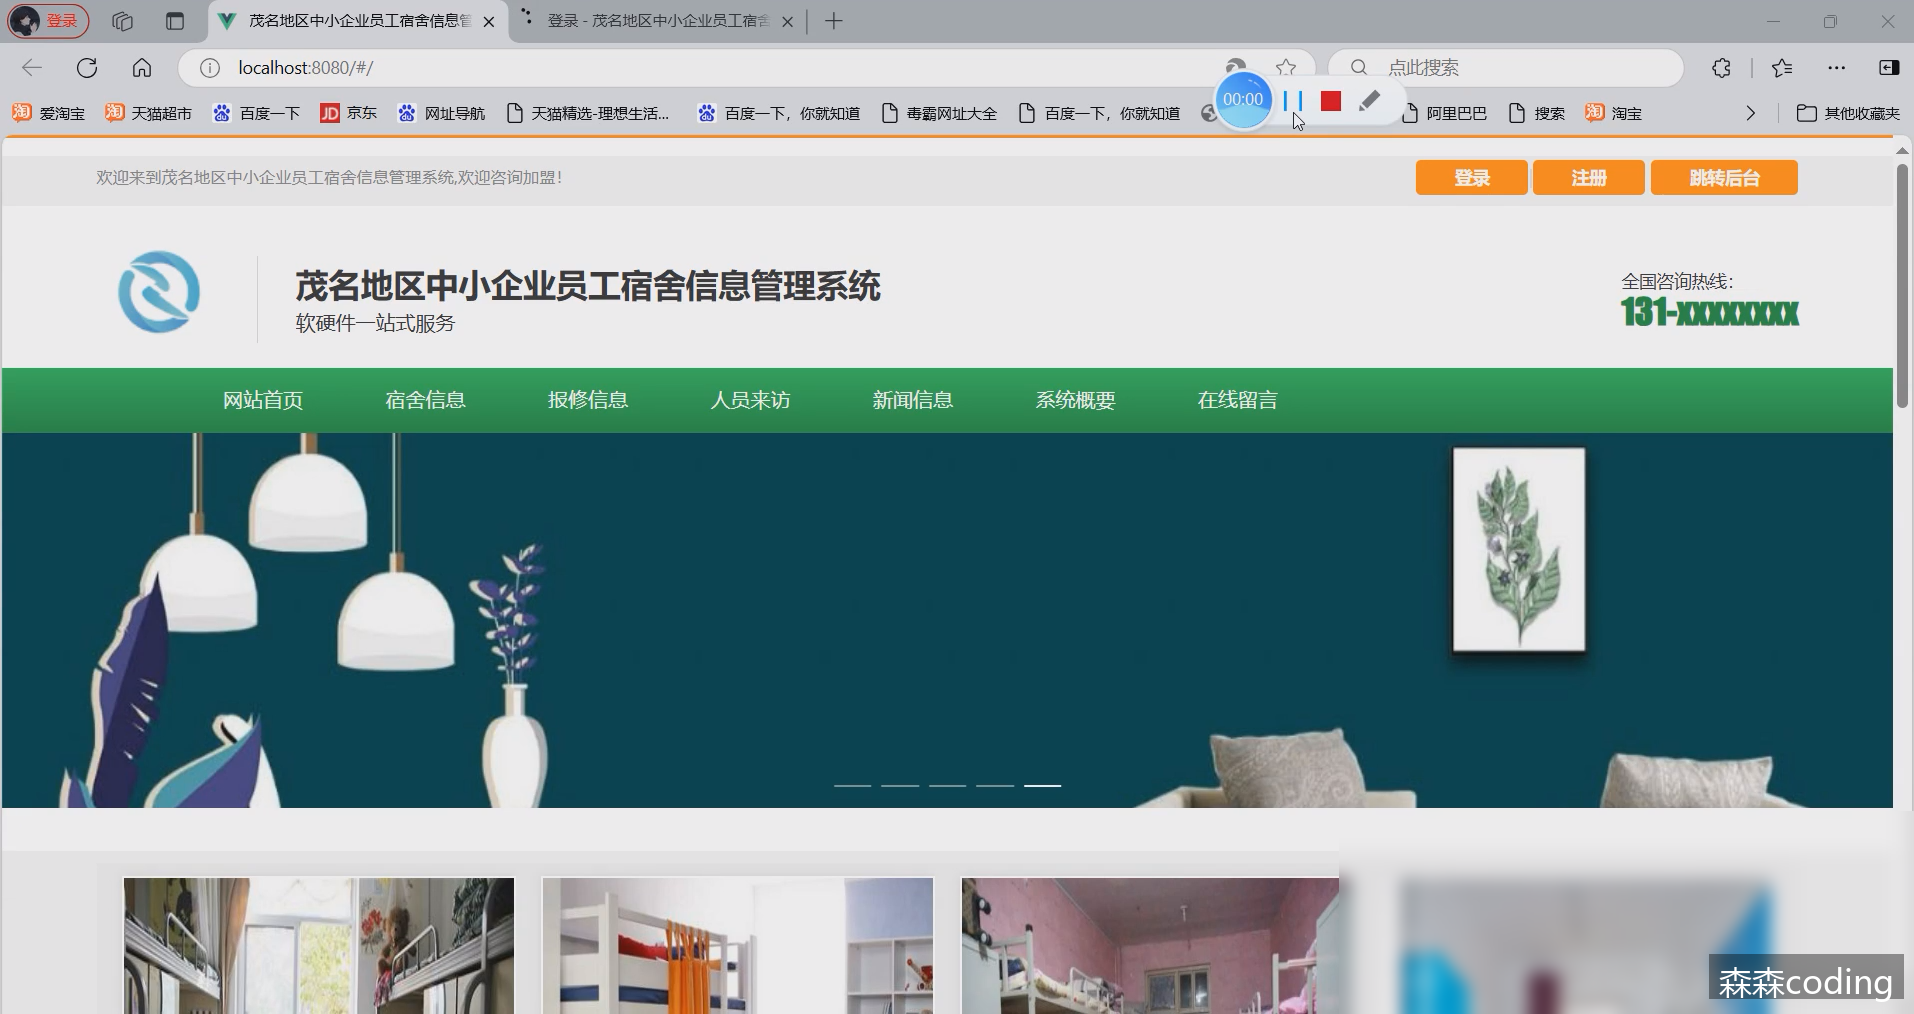 登录
茂名地区中小企业员工宿舍信息管
登录 - 茂名地区中小企业员工宿舍
localhost:8080/#/
点此搜索
爱淘宝
天猫超市
百度一下
京东
网址导航
天猫精选-理想生活...
百度一下，你就知道
毒霸网址大全
百度一下，你就知道
00:00
阿里巴巴
搜索
淘宝
其他收藏夹
欢迎来到茂名地区中小企业员工宿舍信息管理系统,欢迎咨询加盟!
登录
注册
跳转后台
茂名地区中小企业员工宿舍信息管理系统
软硬件一站式服务
全国咨询热线:
131-xxxxxxxx
网站首页
宿舍信息
报修信息
人员来访
新闻信息
系统概要
在线留言
森森coding